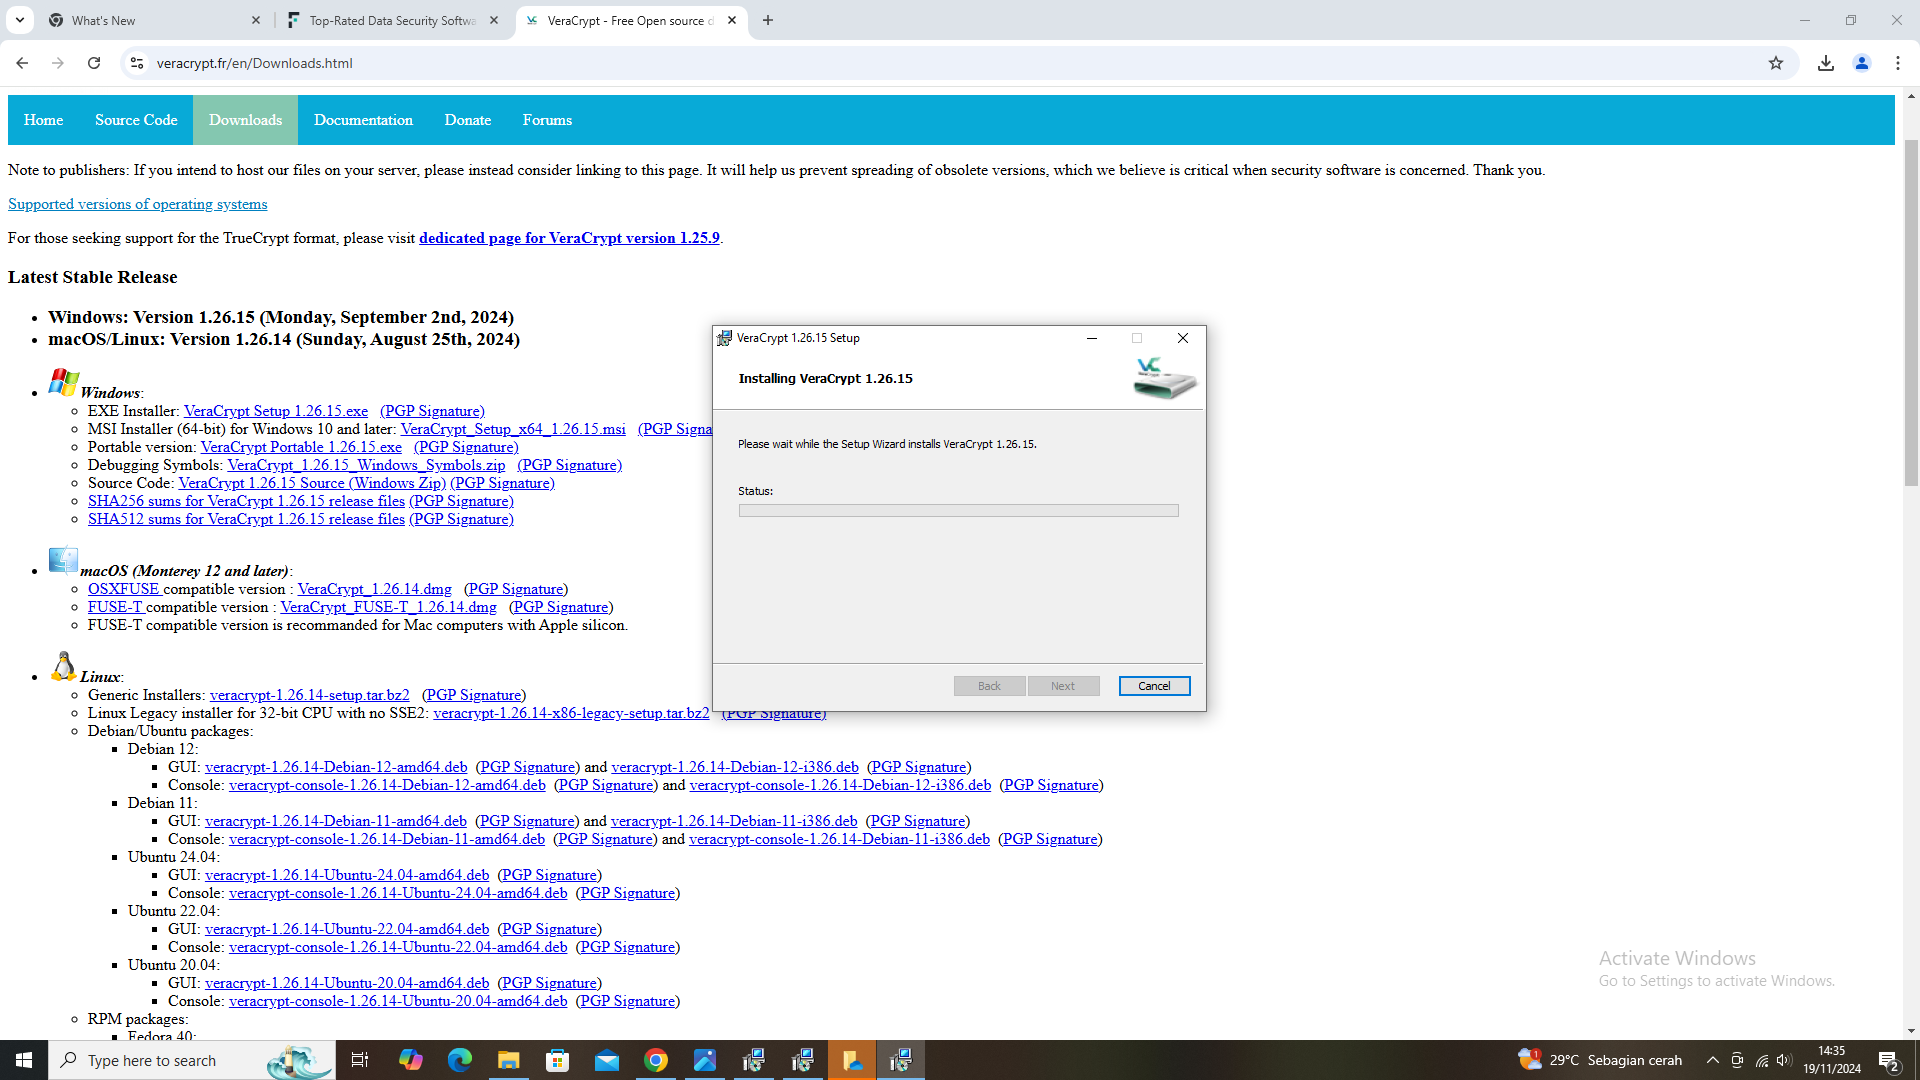 What's New
Top-Rated Data Security Softwa
VeraCrypt - Free Open source d
veracrypt.fr/en/Downloads.html
Home Source Code Downloads Documentation Donate Forums
Note to publishers: If you intend to host our files on your server, please instead consider linking to this page. It will help us prevent spreading of obsolete versions, which we believe is critical when security software is concerned. Thank you.
Supported versions of operating systems
For those seeking support for the TrueCrypt format, please visit dedicated page for VeraCrypt version 1.25.9.
Latest Stable Release
Windows: Version 1.26.15 (Monday, September 2nd, 2024)
macOS/Linux: Version 1.26.14 (Sunday, August 25th, 2024)
Windows:
EXE Installer: VeraCrypt Setup 1.26.15.exe (PGP Signature)
MSI Installer (64-bit) for Windows 10 and later: VeraCrypt_Setup_x64_1.26.15.msi (PGP Signa
Portable version: VeraCrypt Portable 1.26.15.exe (PGP Signature)
Debugging Symbols: VeraCrypt_1.26.15_Windows_Symbols.zip (PGP Signature)
Source Code: VeraCrypt 1.26.15 Source (Windows Zip) (PGP Signature)
SHA256 sums for VeraCrypt 1.26.15 release files (PGP Signature)
SHA512 sums for VeraCrypt 1.26.15 release files (PGP Signature)
macOS (Monterey 12 and later):
OSXFUSE compatible version : VeraCrypt_1.26.14.dmg (PGP Signature)
FUSE-T compatible version : VeraCrypt_FUSE-T_1.26.14.dmg (PGP Signature)
FUSE-T compatible version is recommanded for Mac computers with Apple silicon.
Linux:
Generic Installers: veracrypt-1.26.14-setup.tar.bz2 (PGP Signature)
Linux Legacy installer for 32-bit CPU with no SSE2: veracrypt-1.26.14-x86-legacy-setup.tar.bz2 (PGP Signature)
Debian/Ubuntu packages:
Debian 12:
GUI: veracrypt-1.26.14-Debian-12-amd64.deb (PGP Signature) and veracrypt-1.26.14-Debian-12-i386.deb (PGP Signature)
Console: veracrypt-console-1.26.14-Debian-12-amd64.deb (PGP Signature) and veracrypt-console-1.26.14-Debian-12-i386.deb (PGP Signature)
Debian 11:
GUI: veracrypt-1.26.14-Debian-11-amd64.deb (PGP Signature) and veracrypt-1.26.14-Debian-11-i386.deb (PGP Signature)
Console: veracrypt-console-1.26.14-Debian-11-amd64.deb (PGP Signature) and veracrypt-console-1.26.14-Debian-11-i386.deb (PGP Signature)
Ubuntu 24.04:
GUI: veracrypt-1.26.14-Ubuntu-24.04-amd64.deb (PGP Signature)
Console: veracrypt-console-1.26.14-Ubuntu-24.04-amd64.deb (PGP Signature)
Ubuntu 22.04:
GUI: veracrypt-1.26.14-Ubuntu-22.04-amd64.deb (PGP Signature)
Console: veracrypt-console-1.26.14-Ubuntu-22.04-amd64.deb (PGP Signature)
Ubuntu 20.04:
GUI: veracrypt-1.26.14-Ubuntu-20.04-amd64.deb (PGP Signature)
Console: veracrypt-console-1.26.14-Ubuntu-20.04-amd64.deb (PGP Signature)
RPM packages:
Fedora 40:
VeraCrypt 1.26.15 Setup
Installing VeraCrypt 1.26.15
Please wait while the Setup Wizard installs VeraCrypt 1.26.15.
Status:
Back Next Cancel
Activate Windows
Go to Settings to activate Windows.
Type here to search
1
29°C Sebagian cerah
14:35
19/11/2024
2